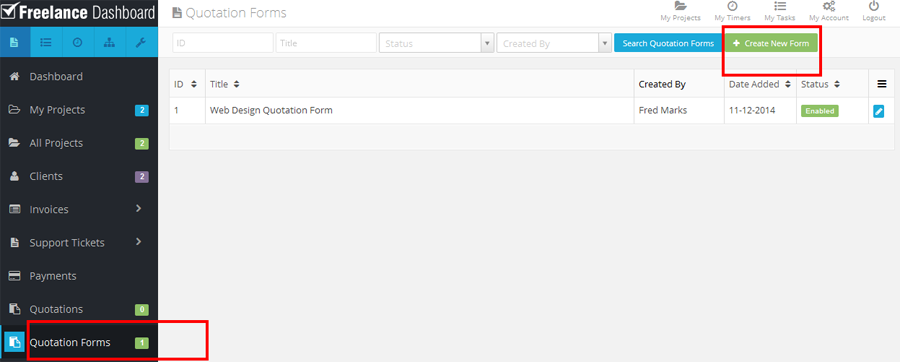 Freelance Dashboard
Quotation Forms
My Projects
My Timers
My Tasks
My Account
Logout
ID
Title
Status
Created By
Search Quotation Forms
Create New Form
Dashboard
My Projects 2
All Projects 2
Clients 2
Invoices
Support Tickets
Payments
Quotations 0
Quotation Forms 1
ID Title Created By Date Added Status
1 Web Design Quotation Form Fred Marks 11-12-2014 Enabled